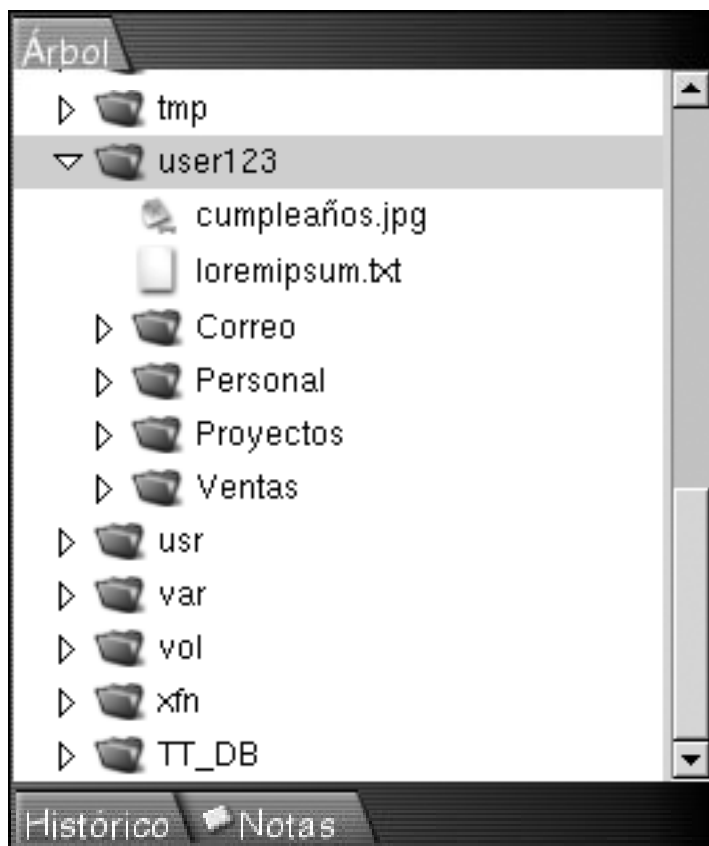 Árbol
tmp
user123
cumpleaños.jpg
loremipsum.txt
Correo
Personal
Proyectos
Ventas
usr
var
vol
xfn
TT_DB
Histórico Notas